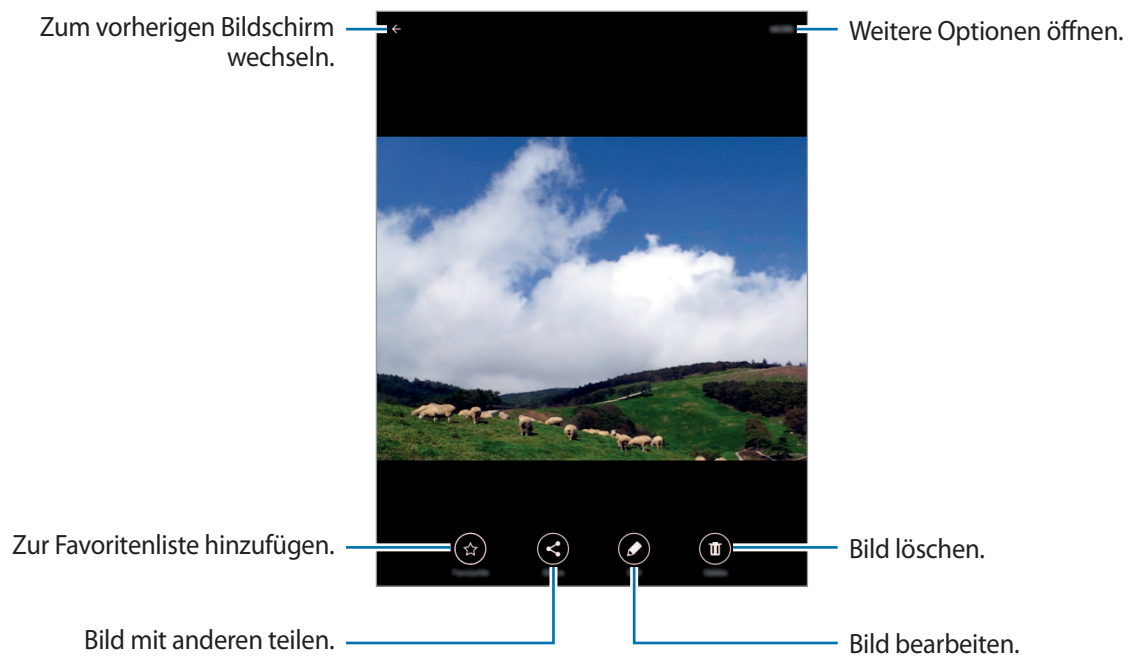 Zum vorherigen Bildschirm
wechseln.
Weitere Optionen öffnen.
Zur Favoritenliste hinzufügen.
Bild löschen.
Bild mit anderen teilen.
Bild bearbeiten.